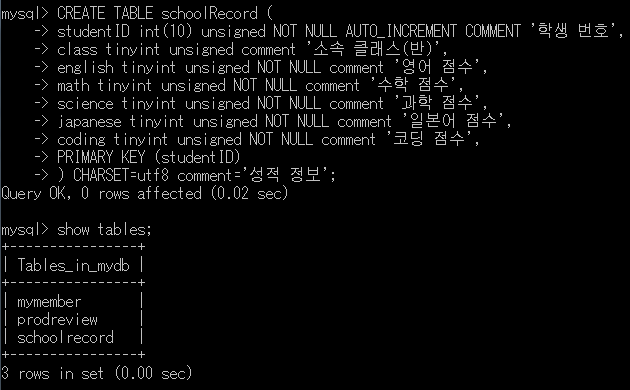 mysql> CREATE TABLE schoolRecord (
    -> studentID int(10) unsigned NOT NULL AUTO_INCREMENT COMMENT '학생 번호',
    -> class tinyint unsigned comment '소속 클래스(반)',
    -> english tinyint unsigned NOT NULL comment '영어 점수',
    -> math tinyint unsigned NOT NULL comment '수학 점수',
    -> science tinyint unsigned NOT NULL comment '과학 점수',
    -> japanese tinyint unsigned NOT NULL comment '일본어 점수',
    -> coding tinyint unsigned NOT NULL comment '코딩 점수',
    -> PRIMARY KEY (studentID)
    -> ) CHARSET=utf8 comment='성적 정보';
Query OK, 0 rows affected (0.02 sec)

mysql> show tables;
+----------------+
| Tables_in_mydb |
+----------------+
| mymember       |
| prodreview     |
| schoolrecord   |
+----------------+
3 rows in set (0.00 sec)